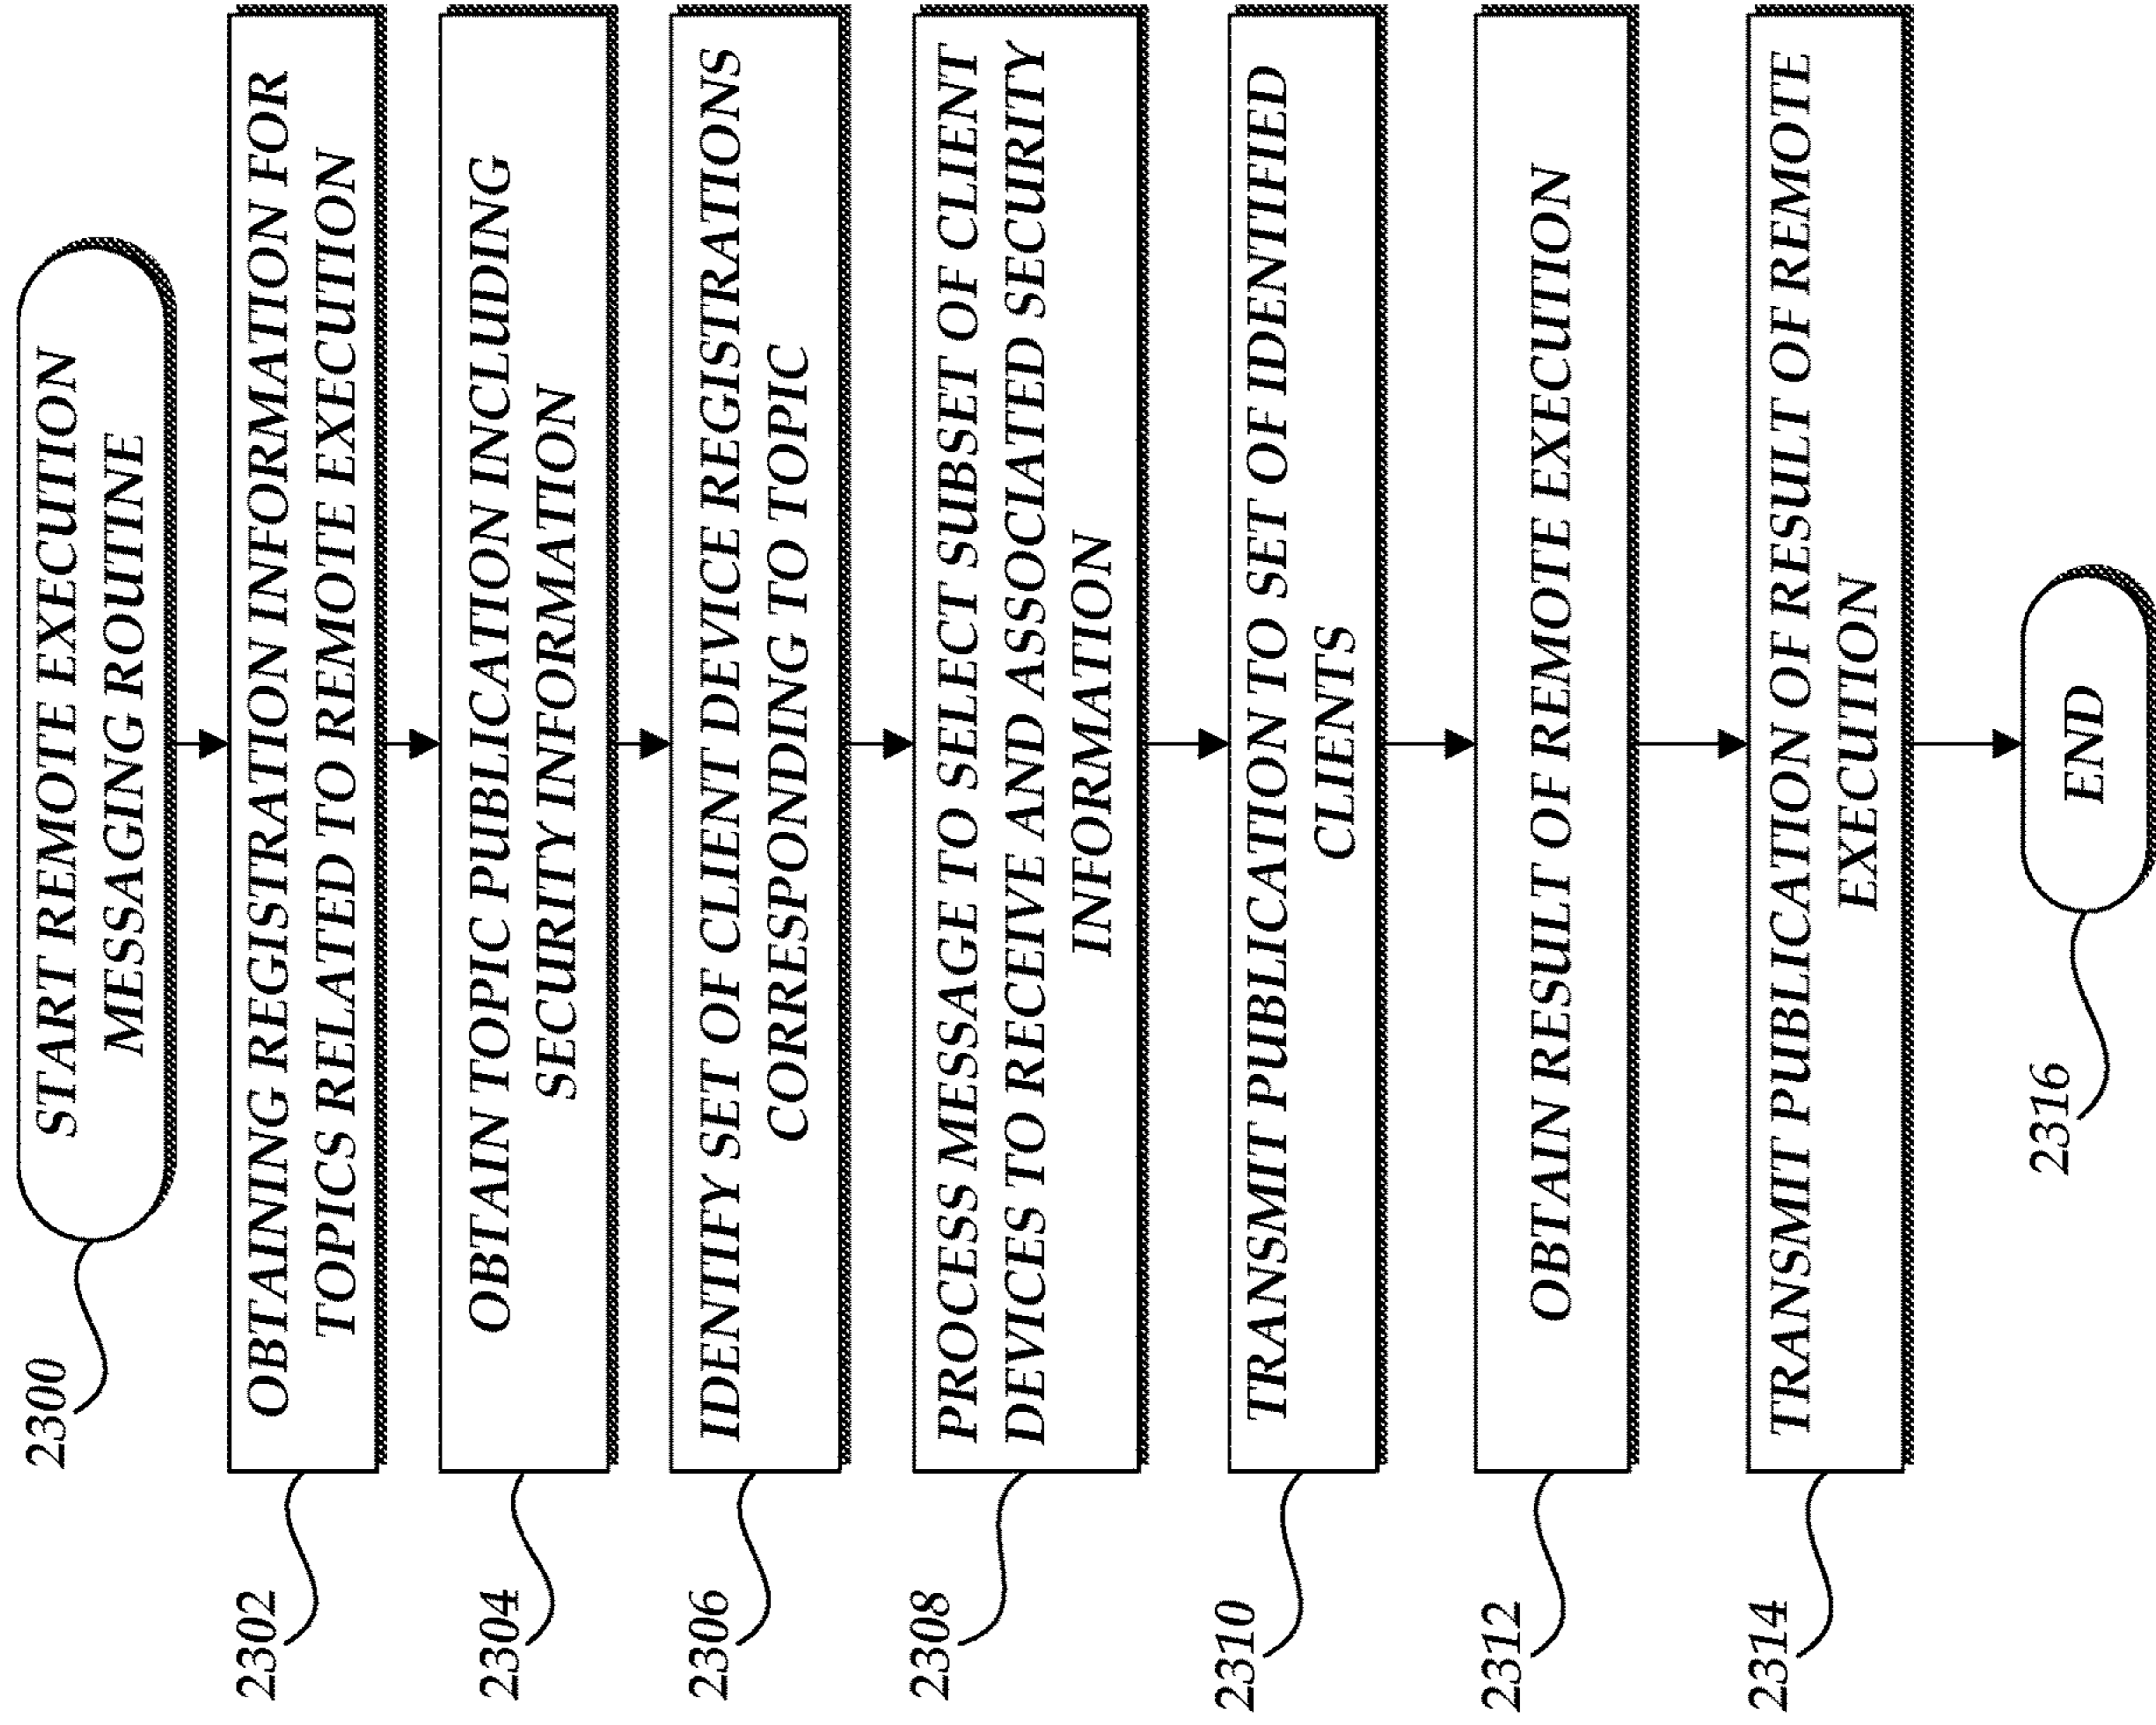 2300
START REMOTE EXECUTION
MESSAGING ROUTINE
2302
OBTAINING REGISTRATION INFORMATION FOR
TOPICS RELATED TO REMOTE EXECUTION
2304
OBTAIN TOPIC PUBLICATION INCLUDING
SECURITY INFORMATION
2306
IDENTIFY SET OF CLIENT DEVICE REGISTRATIONS
CORRESPONDING TO TOPIC
2308
PROCESS MESSAGE TO SELECT SUBSET OF CLIENT
DEVICES TO RECEIVE AND ASSOCIATED SECURITY
INFORMATION
2310
TRANSMIT PUBLICATION TO SET OF IDENTIFIED
CLIENTS
2312
OBTAIN RESULT OF REMOTE EXECUTION
2314
TRANSMIT PUBLICATION OF RESULT OF REMOTE
EXECUTION
2316
END